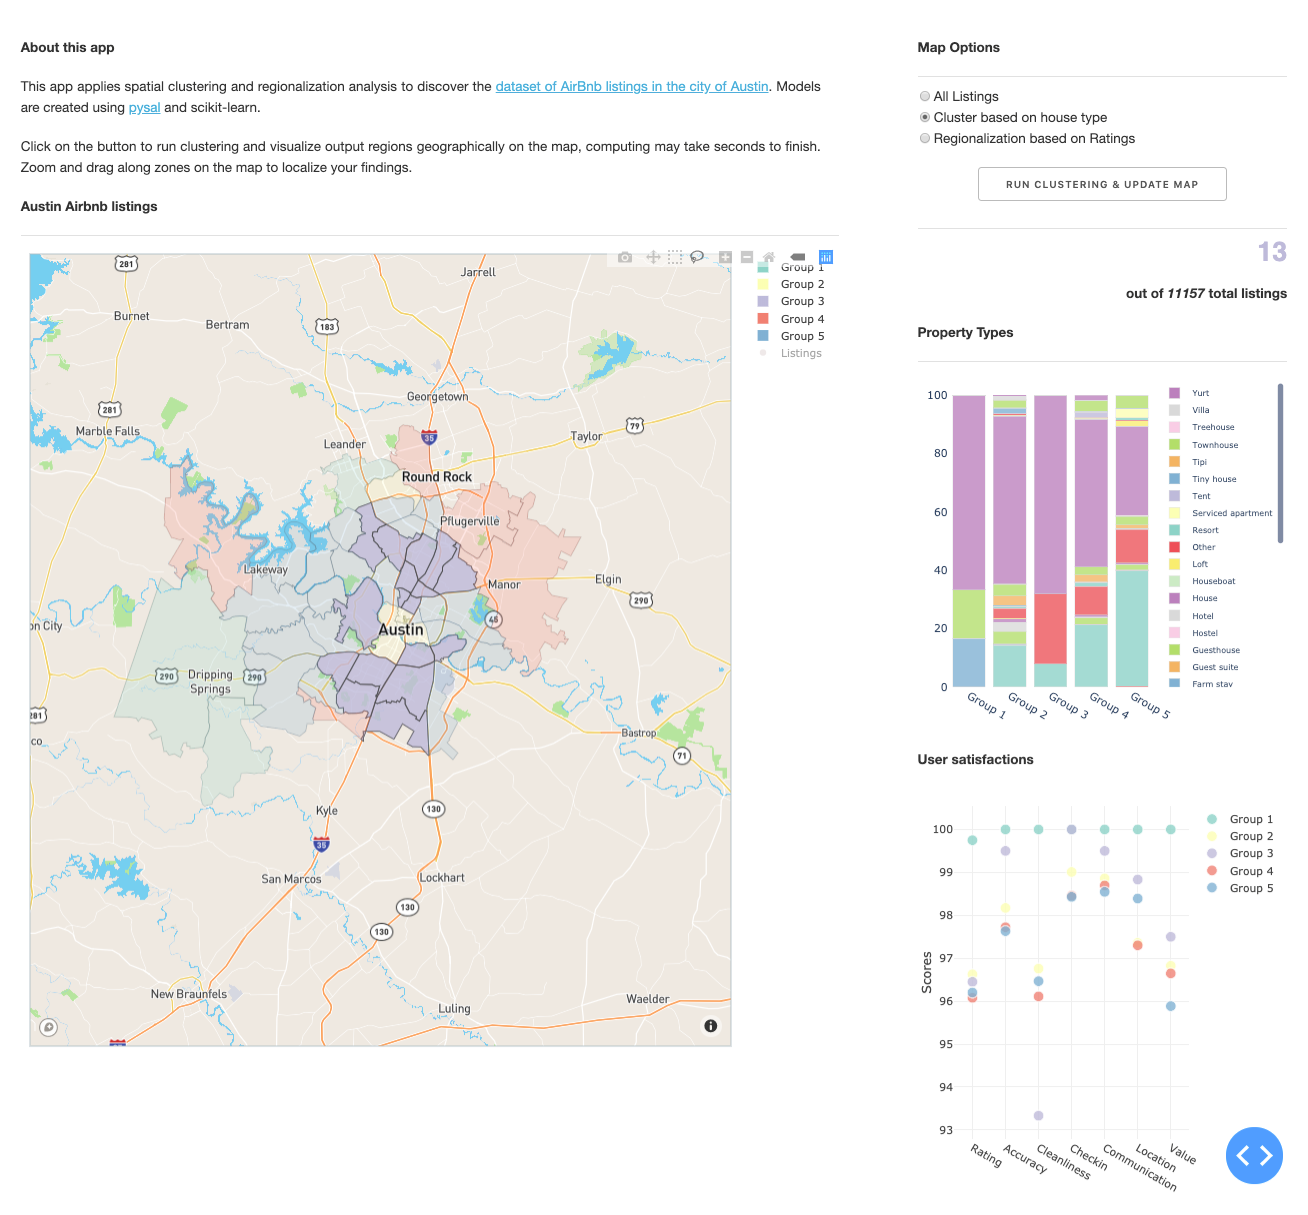 About this app
This app applies spatial clustering and regionalization analysis to discover the dataset of AirBnb listings in the city of Austin. Models
are created using pysal and scikit-learn.
Click on the button to run clustering and visualize output regions geographically on the map, computing may take seconds to finish.
Zoom and drag along zones on the map to localize your findings.
Austin Airbnb listings
Group 1
Group 2
Group 3
Group 4
Group 5
Listings
281
Jarrell
Burnet
Bertram
183
Georgetown
281
Marble Falls
79
Leander
35
Taylor
Round Rock
Pflugerville
Lakeway
Manor
Elgin
290
on City
Austin
45
290
Dripping
Springs
290
281
co
Bastrop
71
Kyle
130
35
San Marcos
Lockhart
130
130
New Braunfels
Luling
Waelder
Map Options
All Listings
Cluster based on house type
Regionalization based on Ratings
RUN CLUSTERING & UPDATE MAP
13
out of 11157 total listings
Property Types
100
80
60
40
20
0
Group 1
Group 2
Group 3
Group 4
Group 5
Yurt
Villa
Treehouse
Townhouse
Tipi
Tiny house
Tent
Serviced apartment
Resort
Other
Loft
Houseboat
House
Hotel
Hostel
Guesthouse
Guest suite
Farm stay
User satisfactions
100
99
98
97
96
95
94
93
Scores
Rating
Accuracy
Cleanliness
Checkin
Communication
Location
Value
Group 1
Group 2
Group 3
Group 4
Group 5